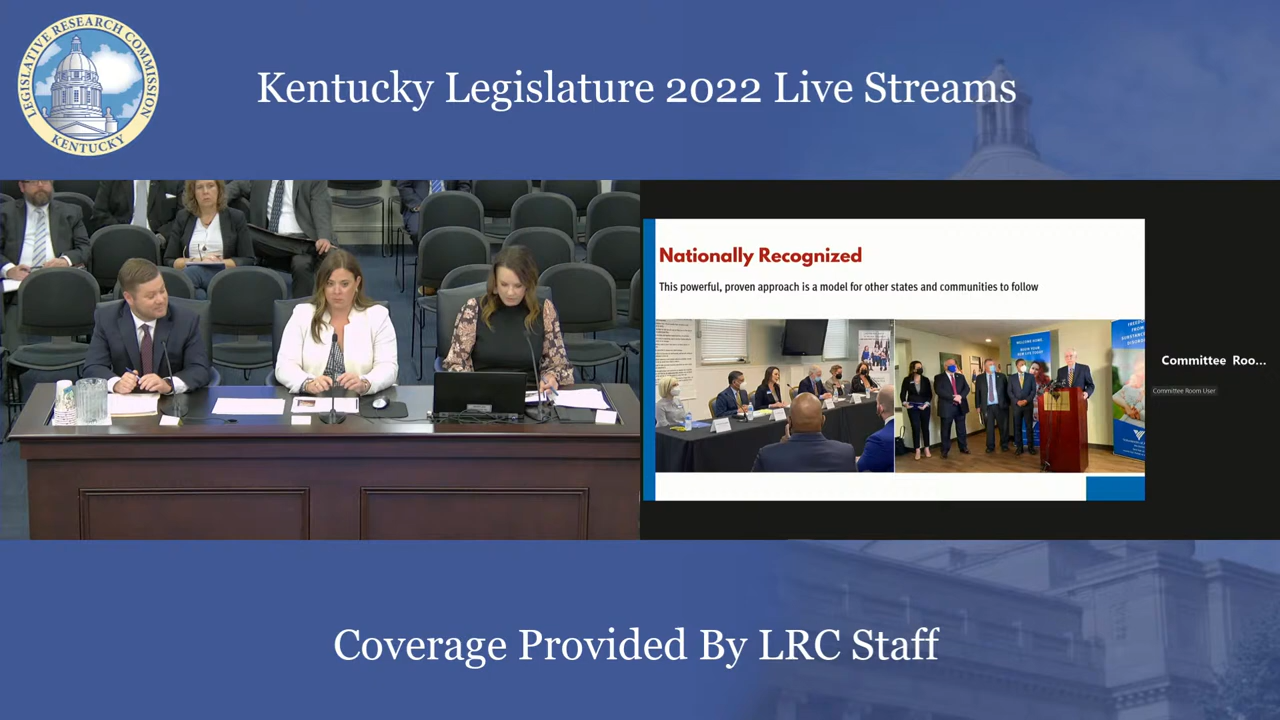 LEGISLATIVE RESEARCH COMMISSION
KENTUCKY
Kentucky Legislature 2022 Live Streams
Nationally Recognized
This powerful, proven approach is a model for other states and communities to follow
Committee Roo...
Committee Room User
Coverage Provided By LRC Staff